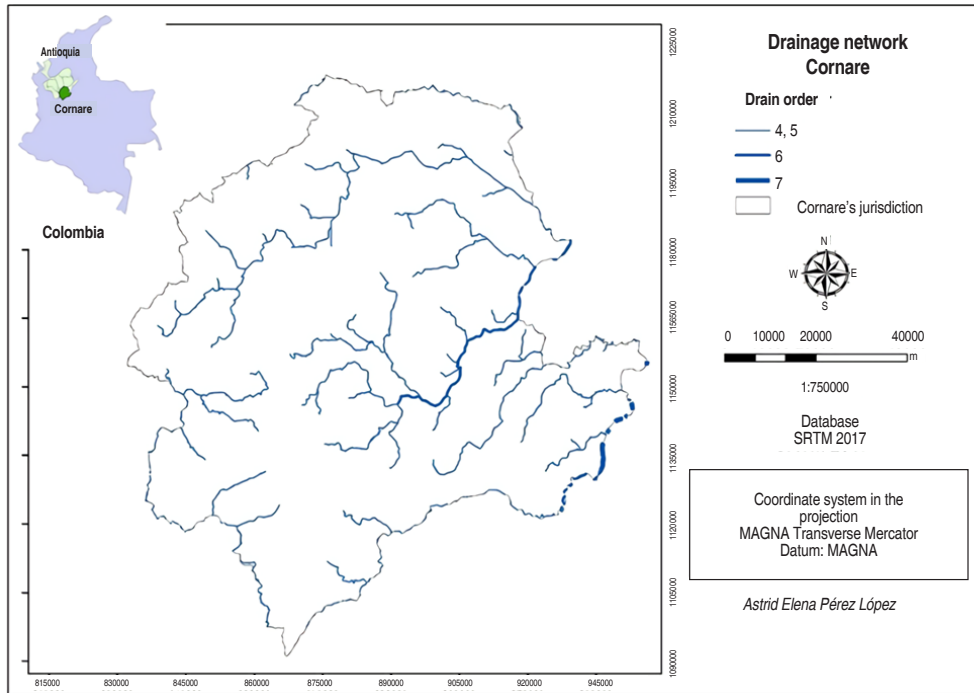 Antioquia
Cornare
Colombia
Drainage network
Cornare
Drain order
4, 5
6
7
Cornare's jurisdiction
N
W
E
S
0
10000
20000
40000
m
1:750000
Database
SRTM 2017
Coordinate system in the
projection
MAGNA Transverse Mercator
Datum: MAGNA
Astrid Elena Pérez López
1225000
1210000
1195000
1180000
1150000
1135000
1120000
1105000
1090000
815000
830000
845000
860000
875000
890000
905000
920000
945000